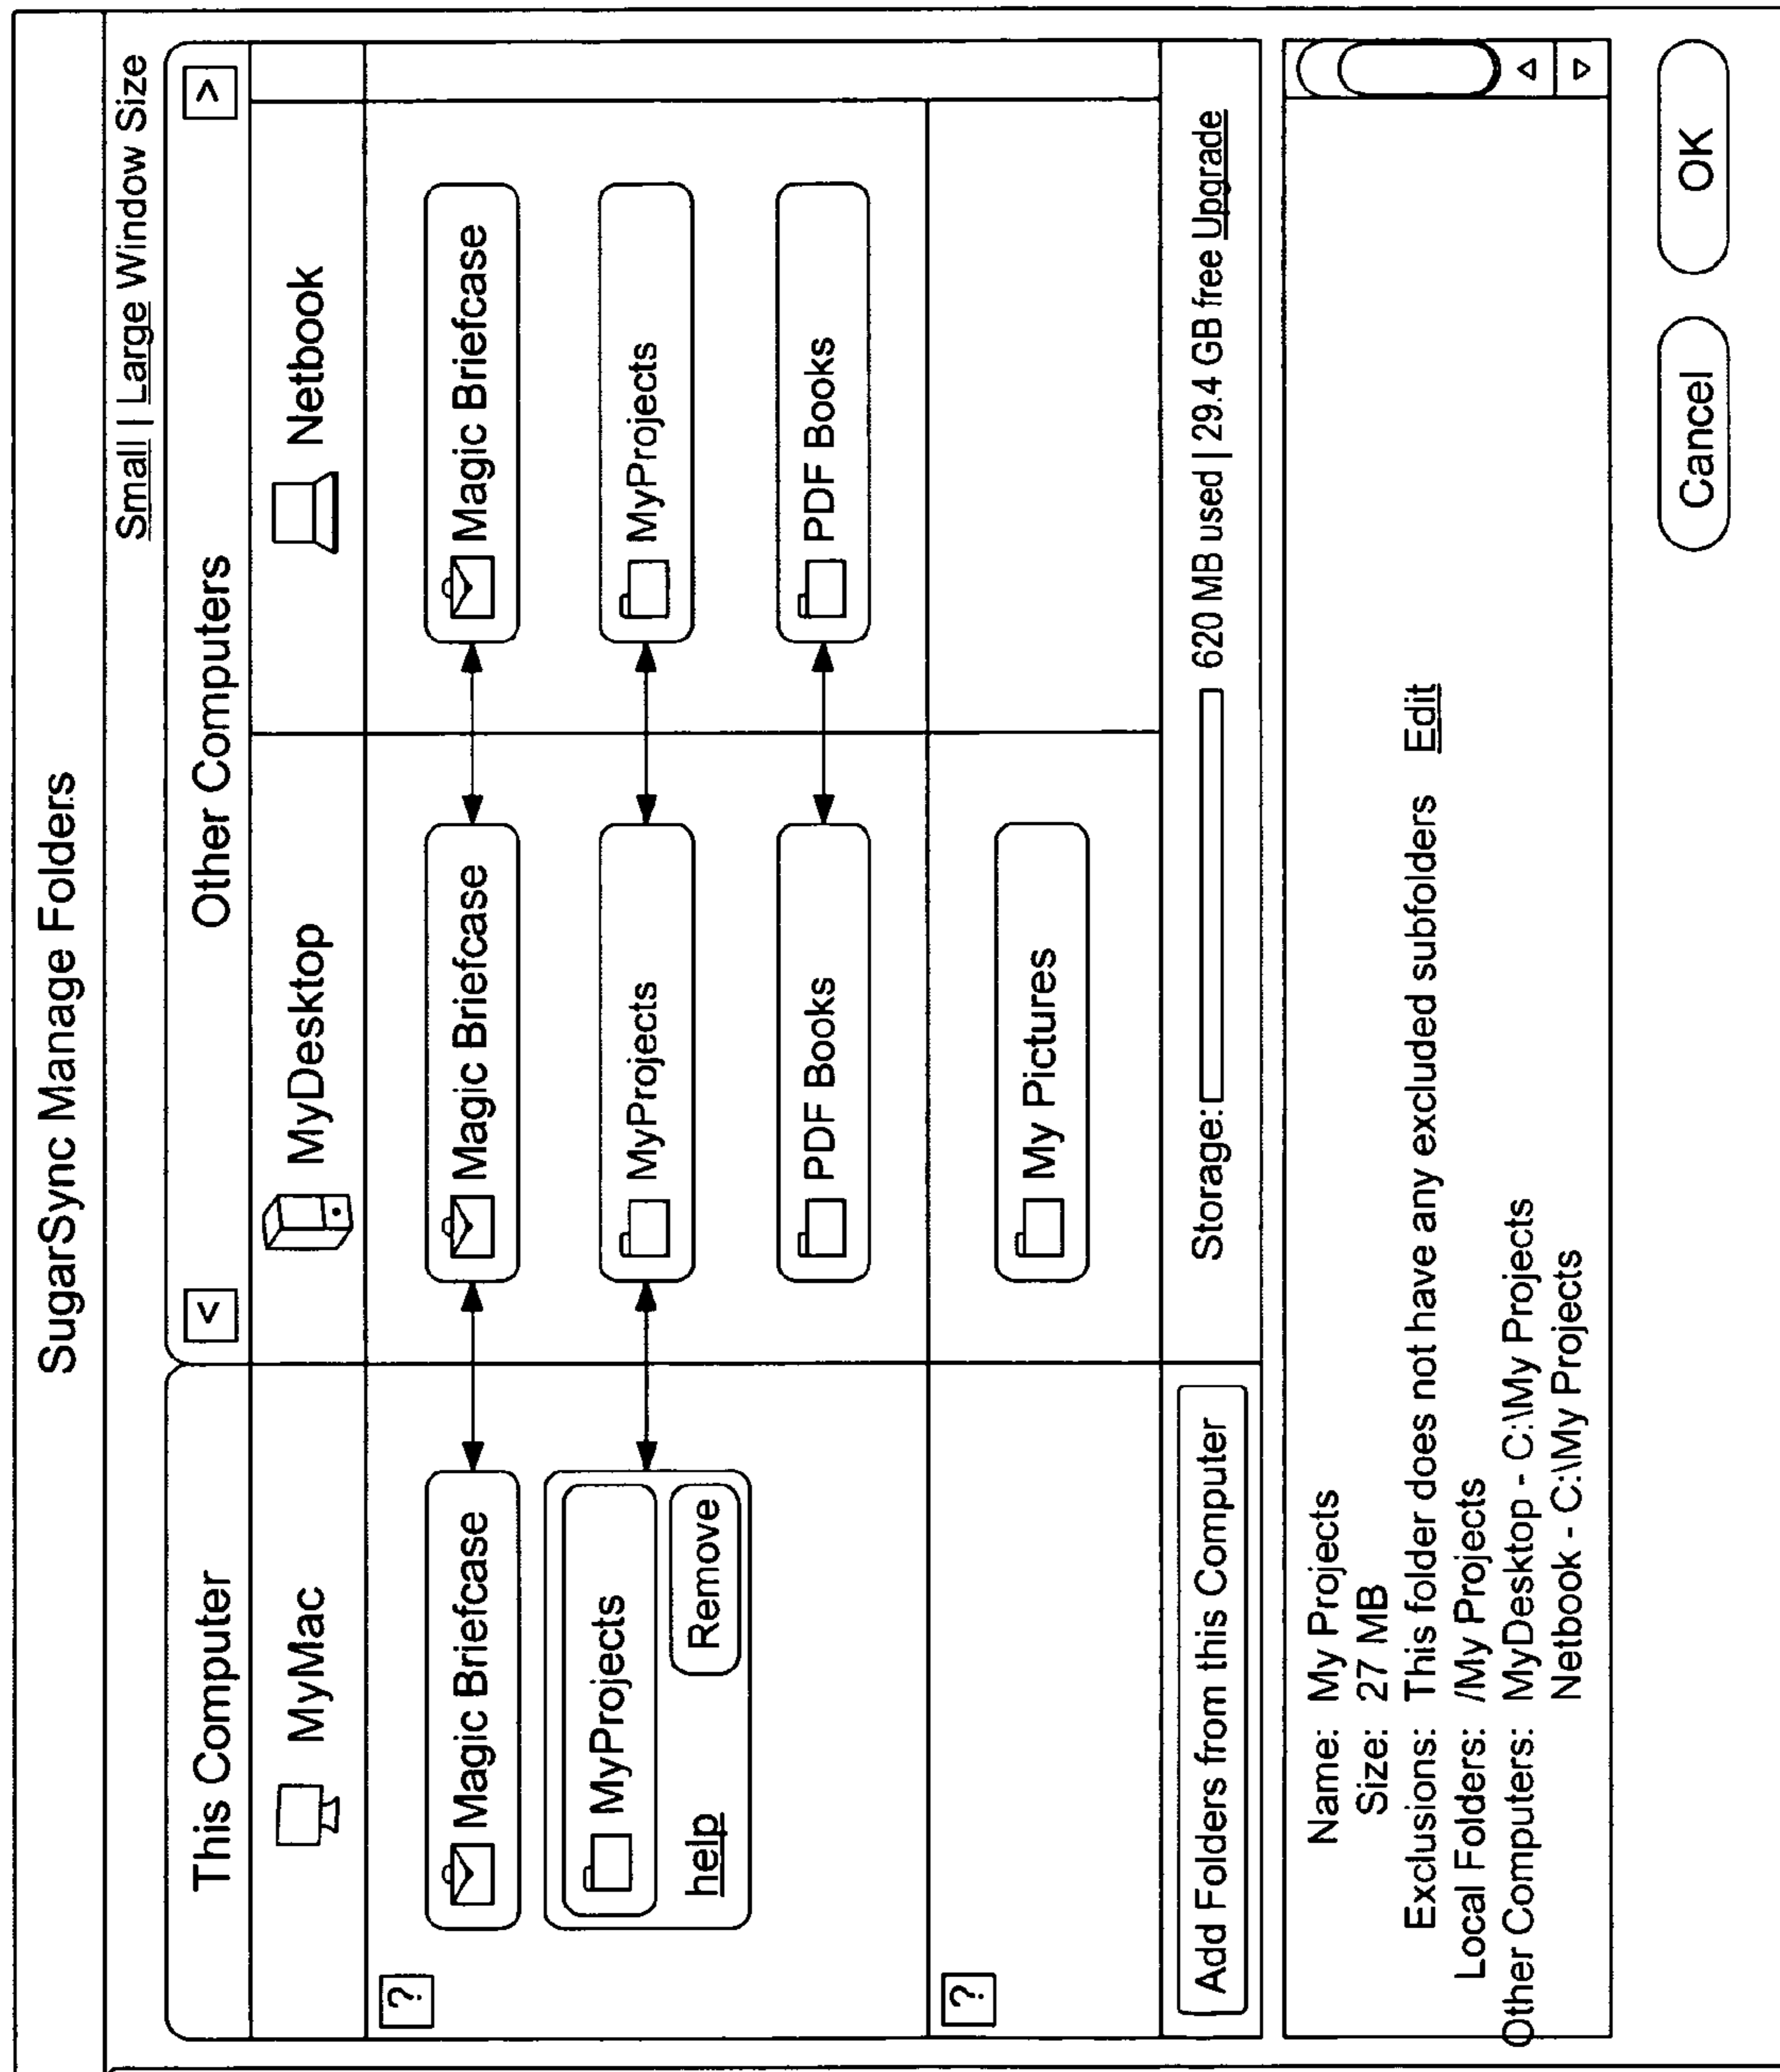 SugarSync Manage Folders
Small | Large Window Size
This Computer
< Other Computers >
MyMac MyDesktop Netbook
?
Magic Briefcase Magic Briefcase Magic Briefcase
MyProjects MyProjects MyProjects
help Remove
PDF Books PDF Books
?
My Pictures
Add Folders from this Computer Storage: 620 MB used | 29.4 GB free Upgrade
Name: My Projects
Size: 27 MB
Exclusions: This folder does not have any excluded subfolders Edit
Local Folders: /My Projects
Other Computers: MyDesktop - C:\My Projects
Netbook - C:\My Projects
Cancel OK